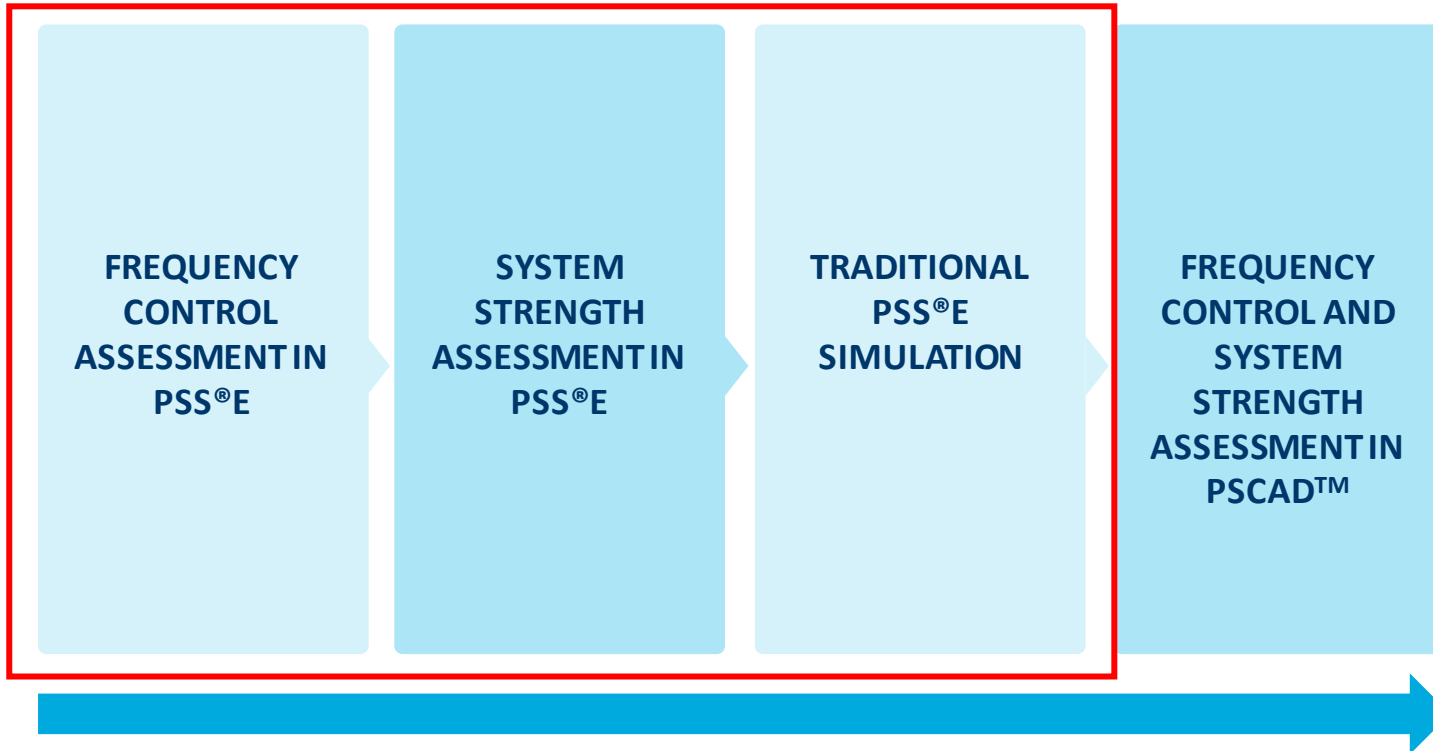 FREQUENCY
CONTROL
ASSESSMENT IN
PSS®E
SYSTEM
STRENGTH
ASSESSMENT IN
PSS®E
TRADITIONAL
PSS®E
SIMULATION
FREQUENCY
CONTROL AND
SYSTEM
STRENGTH
ASSESSMENT IN
PSCAD™